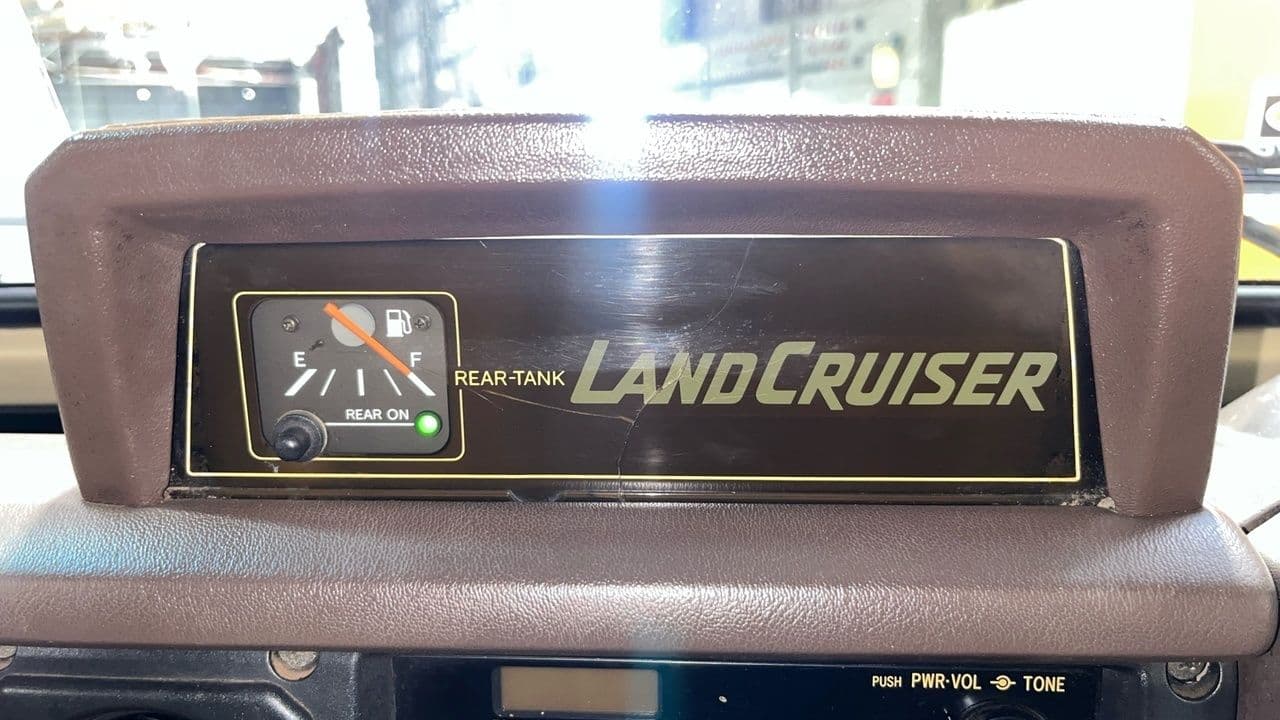 E F
REAR ON
REAR-TANK
LANDCRUISER
PUSH PWR·VOL TONE